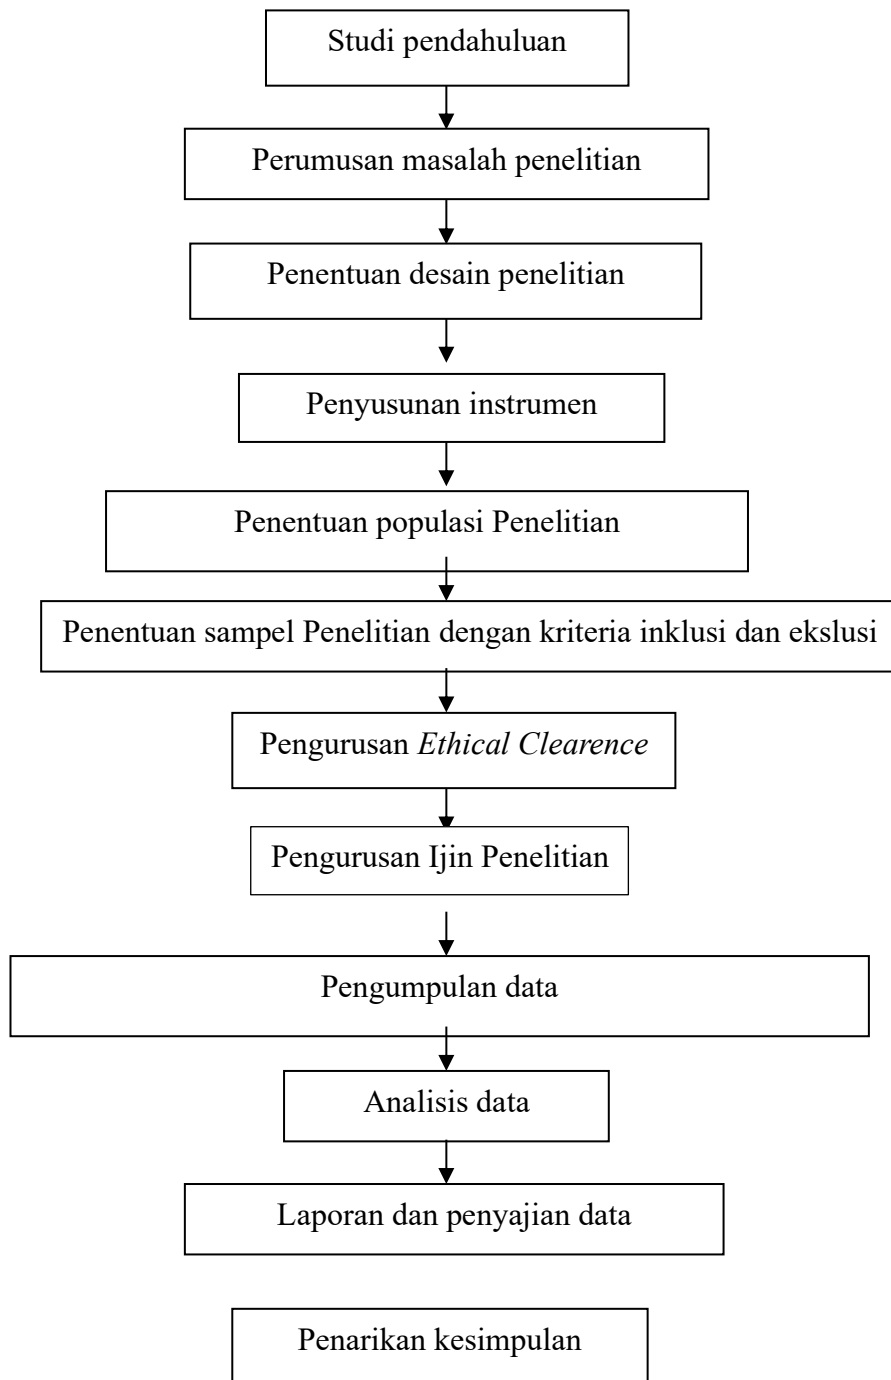 Studi pendahuluan
Perumusan masalah penelitian
Penentuan desain penelitian
Penyusunan instrumen
Penentuan populasi Penelitian
Penentuan sampel Penelitian dengan kriteria inklusi dan ekslusi
Pengurusan Ethical Clearence
Pengurusan Ijin Penelitian
Pengumpulan data
Analisis data
Laporan dan penyajian data
Penarikan kesimpulan